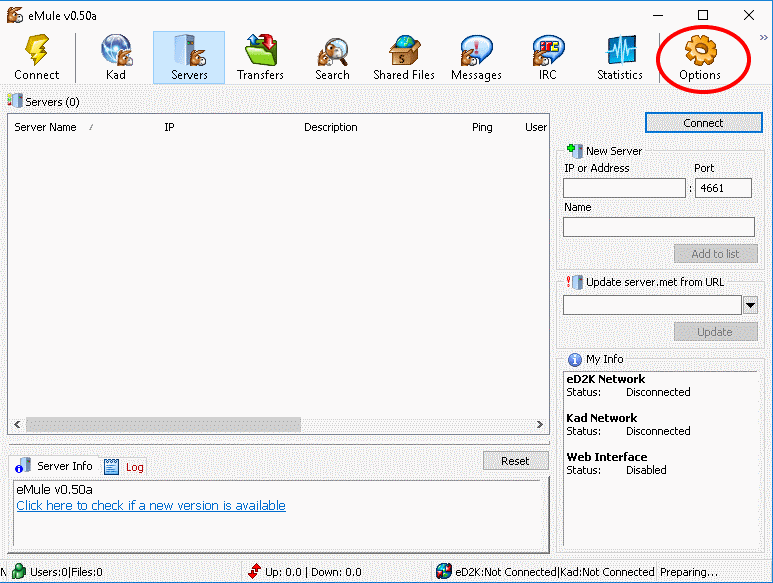 eMule v0.50a
Connect Kad Servers Transfers Search Shared Files Messages IRC Statistics Options
Servers (0)
Server Name / IP Description Ping User
Connect
New Server
IP or Address Port
: 4661
Name
Add to list
Update server.met from URL
Update
My Info
eD2K Network
Status: Disconnected
Kad Network
Status: Disconnected
Web Interface
Status: Disabled
Server Info Log Reset
eMule v0.50a
Click here to check if a new version is available
N Users:0|Files:0 Up: 0.0 | Down: 0.0 eD2K:Not Connected|Kad:Not Connected Preparing...